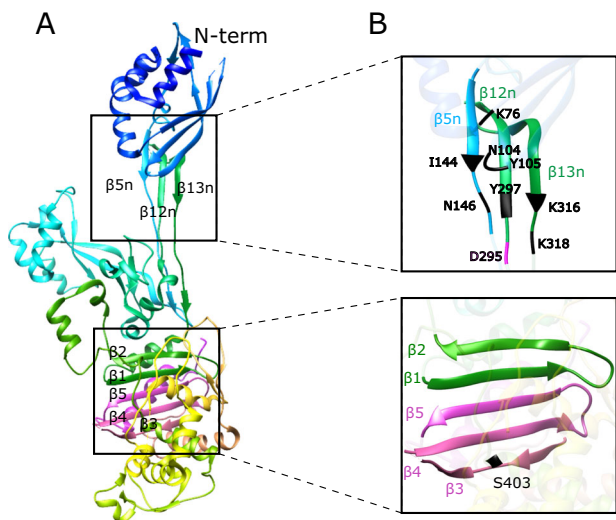 A
B
N-term
β5n
β12n
β13n
β2
β1
β5
β4
β3
β12n
K76
β5n
N104
I144
Y105
β13n
Y297
N146
K316
K318
D295
β2
β1
β5
β4
β3
S403